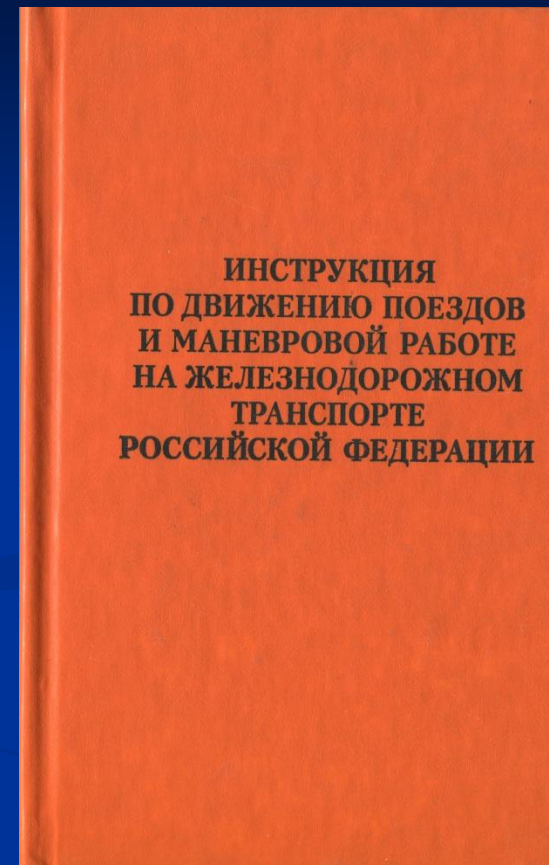 ИНСТРУКЦИЯ
ПО ДВИЖЕНИЮ ПОЕЗДОВ
И МАНЕВРОВОЙ РАБОТЕ
НА ЖЕЛЕЗНОДОРОЖНОМ
ТРАНСПОРТЕ
РОССИЙСКОЙ ФЕДЕРАЦИИ